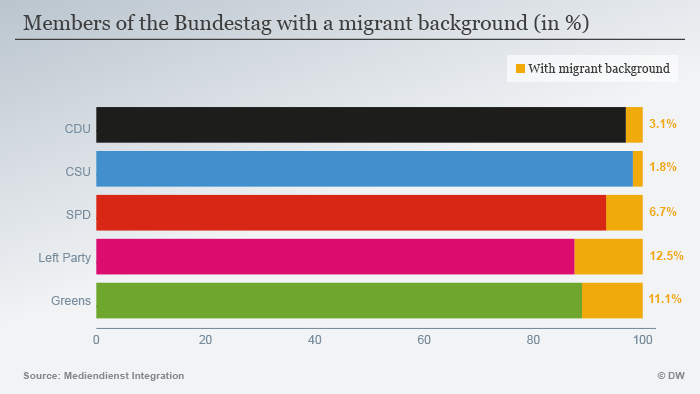 Members of the Bundestag with a migrant background (in %)
With migrant background
CDU 3.1%
CSU 1.8%
SPD 6.7%
Left Party 12.5%
Greens 11.1%
0 20 40 60 80 100
Source: Mediendienst Integration © DW